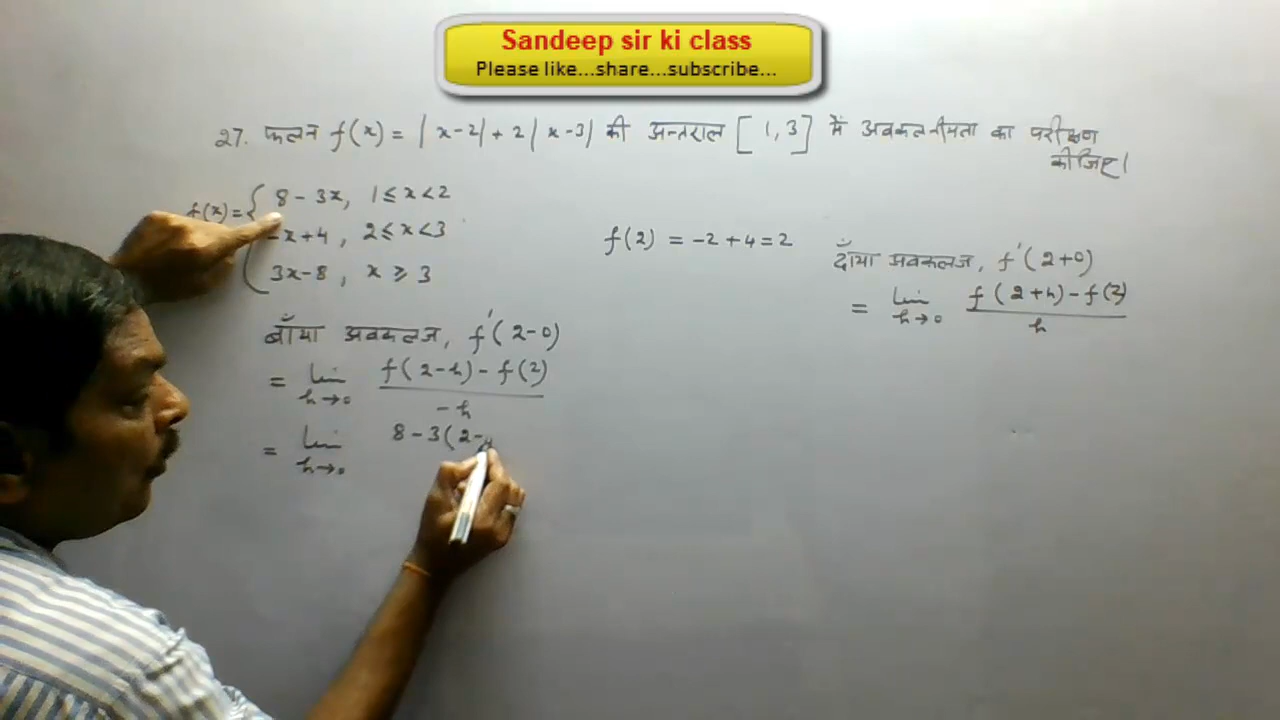 Sandeep sir ki class
Please like...share...subscribe...
27. फलन f(x) = |x-2| + 2|x-3| की अन्तराल [1,3] में अवकलनीयता का परीक्षण
कीजिए।
f(x) = { 8 - 3x, 1 ≤ x < 2
-x+4, 2 ≤ x < 3
3x-8, x ≥ 3
f(2) = -2+4 = 2
बाँया अवकलज, f'(2-0)
= lim h→0 (f(2-h) - f(2)) / -h
= lim h→0 8-3(2-h
दाँया अवकलज, f'(2+0)
= lim h→0 (f(2+h) - f(2)) / h